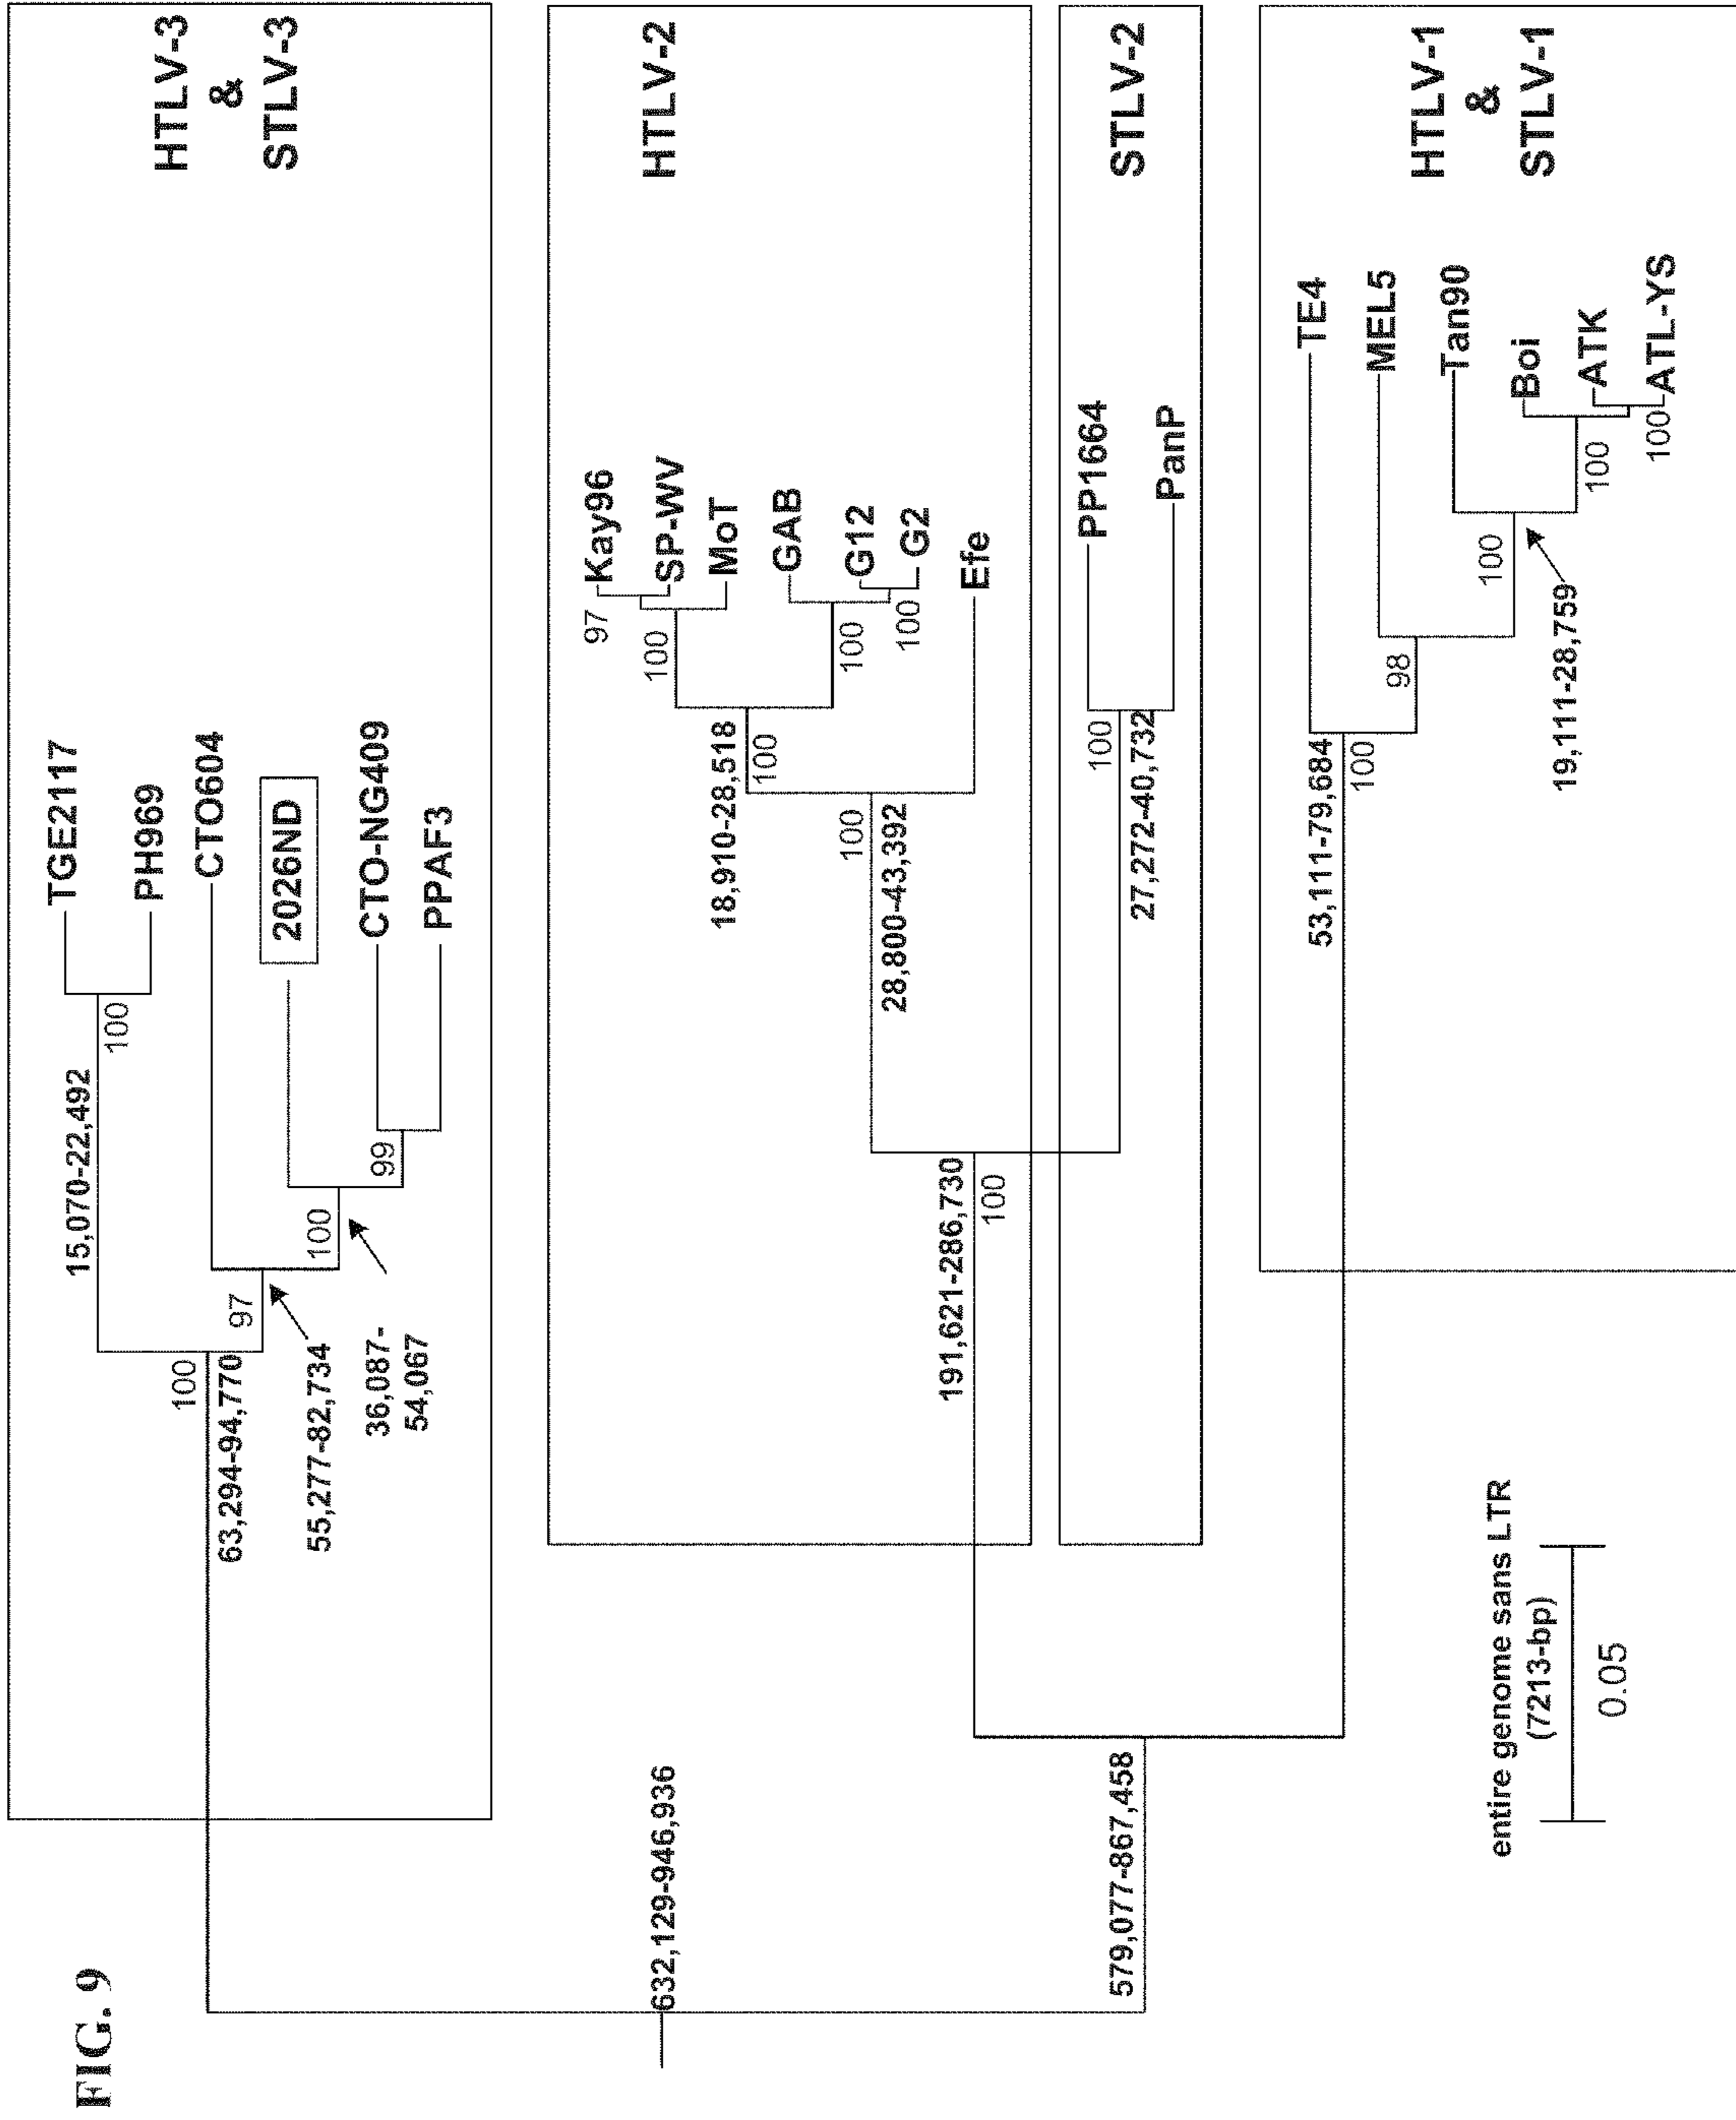 FIG. 9
HTLV-3
&
STLV-3
TGE2117
PH969
CTO604
2026ND
CTO-NG409
PPAF3
15,070-22,492
100
100
63,294-94,770
97
55,277-82,734
100
36,087-
54,067
99
632,129-946,936
HTLV-2
Kay96
SP-WV
MoT
GAB
G12
G2
Efe
97
100
100
100
18,910-28,518
100
100
28,800-43,392
191,621-286,730
100
STLV-2
PP1664
PanP
100
27,272-40,732
579,077-867,458
HTLV-1
&
STLV-1
TE4
MEL5
Tan90
Boi
ATK
ATL-YS
53,111-79,684
100
98
100
19,111-28,759
100
100
entire genome sans LTR
(7213-bp)
0.05